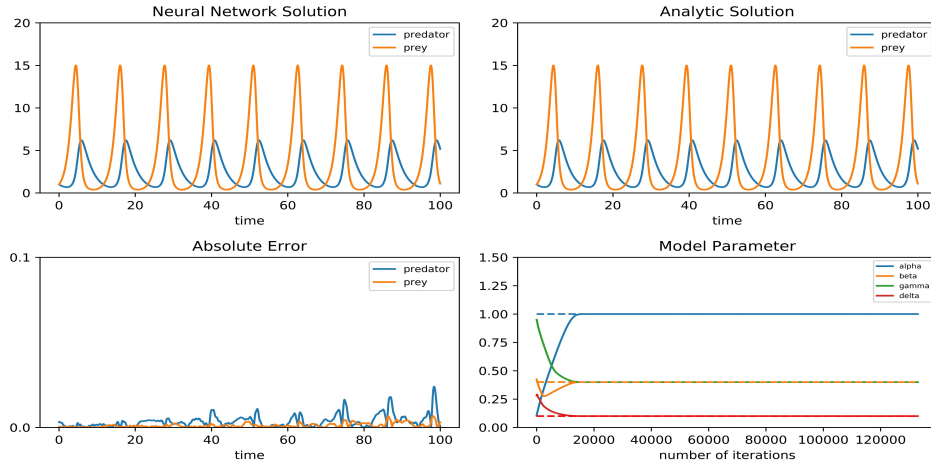 Neural Network Solution
20
15
10
5
0
predator
prey
0 20 40 60 80 100
time
Analytic Solution
20
15
10
5
0
predator
prey
0 20 40 60 80 100
time
Absolute Error
0.1
0.0
predator
prey
0 20 40 60 80 100
time
Model Parameter
1.50
1.25
1.00
0.75
0.50
0.25
0.00
alpha
beta
gamma
delta
0 20000 40000 60000 80000 100000 120000
number of iterations